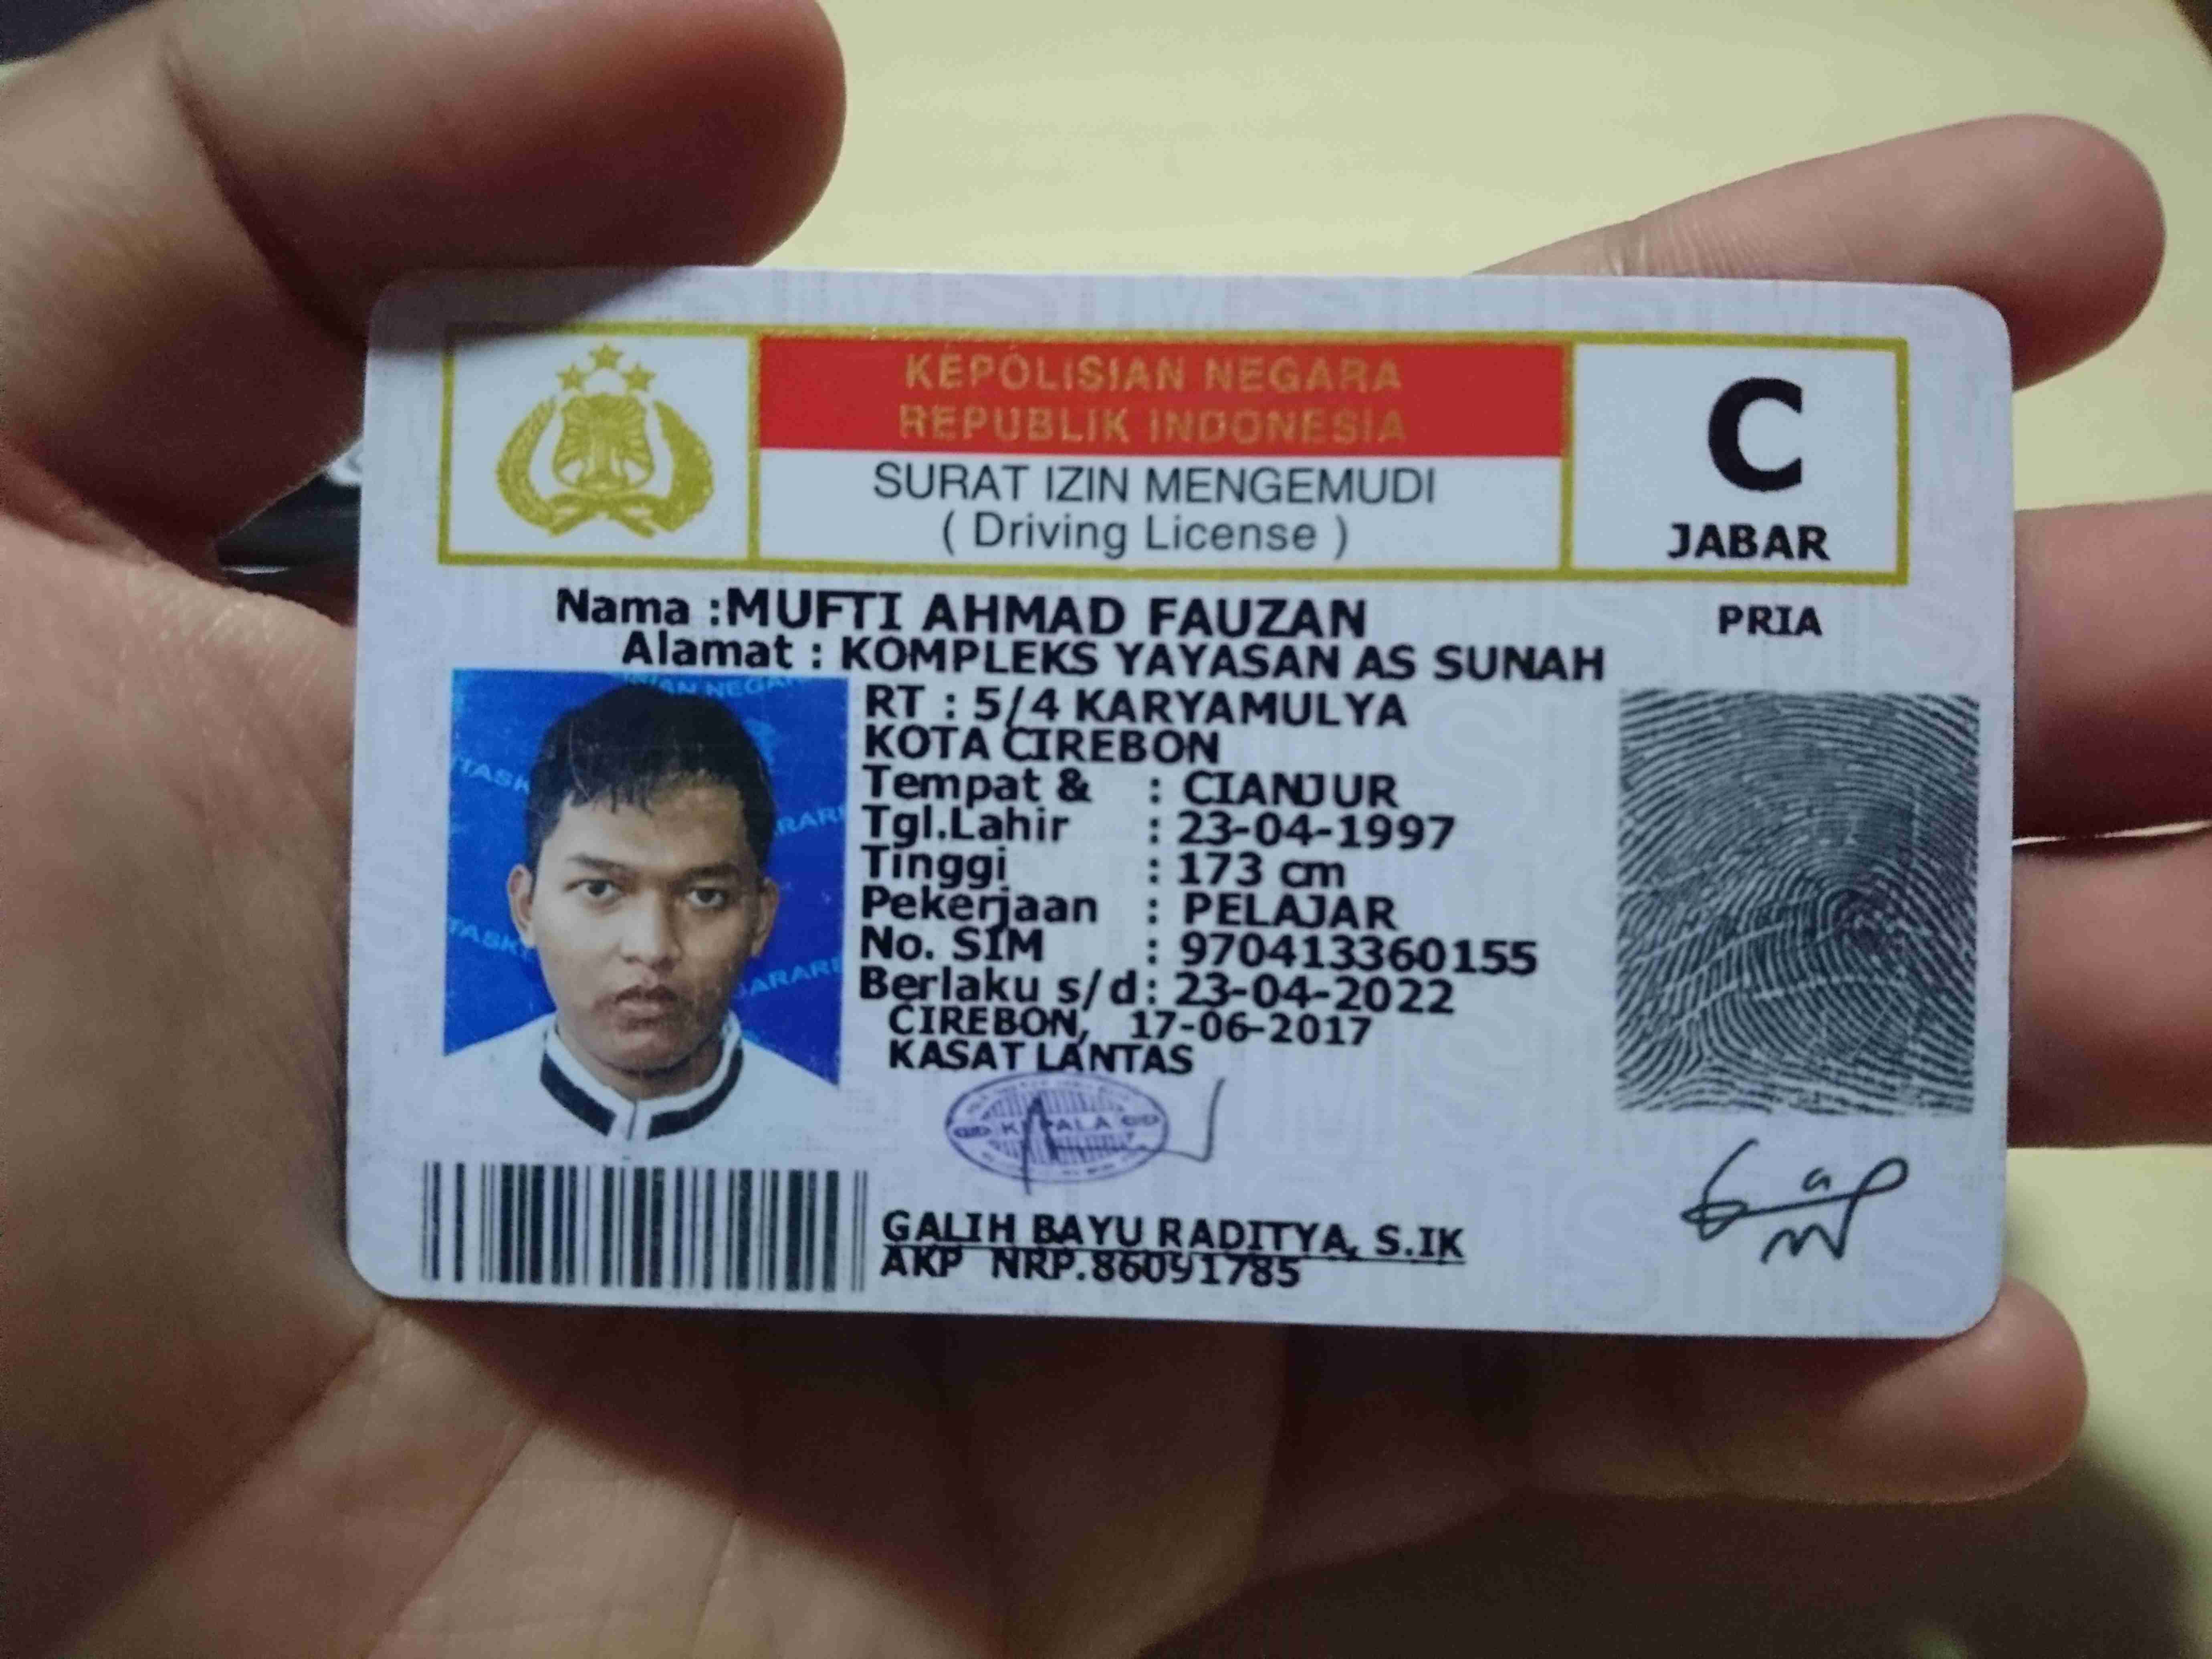 KEPOLISIAN NEGARA
REPUBLIK INDONESIA
SURAT IZIN MENGEMUDI
( Driving License )
C
JABAR
PRIA
Nama :MUFTI AHMAD FAUZAN
Alamat : KOMPLEKS YAYASAN AS SUNAH
RT : 5/4 KARYAMULYA
KOTA CIREBON
Tempat & : CIANJUR
Tgl.Lahir : 23-04-1997
Tinggi : 173 cm
Pekerjaan : PELAJAR
No. SIM : 970413360155
Berlaku s/d : 23-04-2022
CIREBON, 17-06-2017
KASAT LANTAS
KEPALA
GALIH BAYU RADITYA, S.IK
AKP NRP.86091785